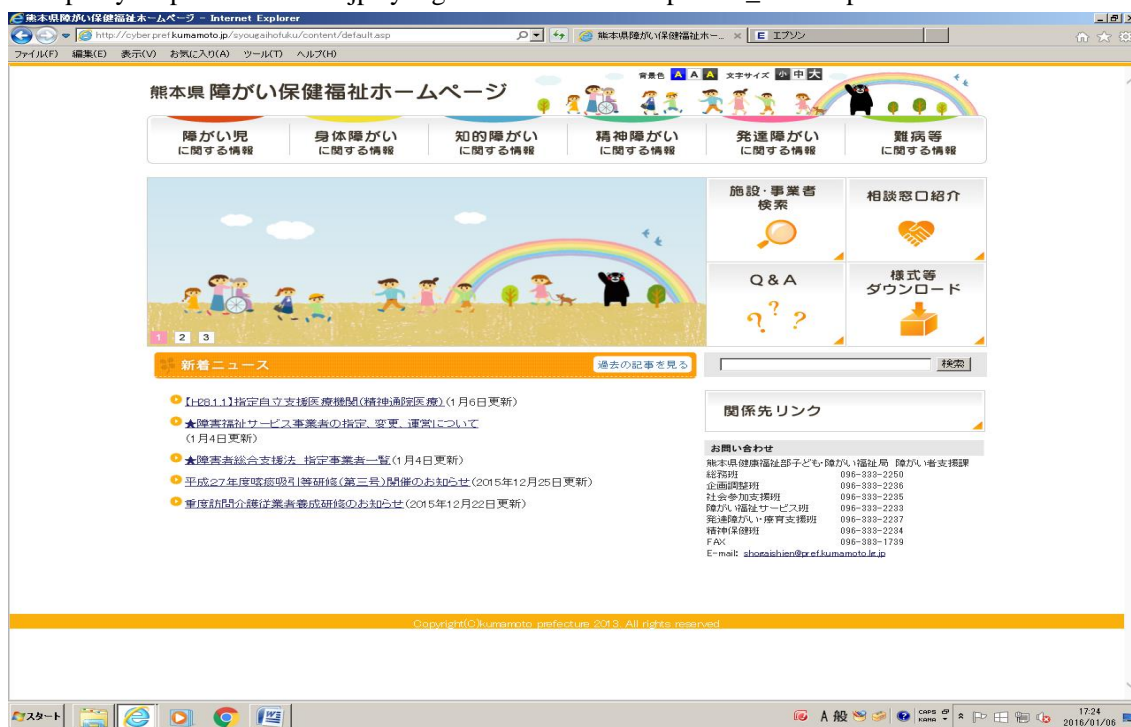 熊本県障がい保健福祉ホームページ - Internet Explorer
http://cyber.pref.kumamoto.jp/syougaihofuku/content/default.asp
熊本県障がい保健福祉ホー...
エプソン
ファイル(F) 編集(E) 表示(V) お気に入り(A) ツール(T) ヘルプ(H)
背景色 A A A 文字サイズ 小 中 大
熊本県 障がい保健福祉ホームページ
障がい児
に関する情報
身体障がい
に関する情報
知的障がい
に関する情報
精神障がい
に関する情報
発達障がい
に関する情報
難病等
に関する情報
施設・事業者
検索
相談窓口紹介
Q&A
様式等
ダウンロード
1 2 3
新着ニュース
過去の記事を見る
検索
【H28.1.1】指定自立支援医療機関(精神通院医療)(1月6日更新)
★障害福祉サービス事業者の指定、変更、運営について
(1月4日更新)
★障害者総合支援法 指定事業者一覧(1月4日更新)
平成27年度喀痰吸引等研修(第三号)開催のお知らせ(2015年12月25日更新)
重度訪問介護従業者養成研修のお知らせ(2015年12月22日更新)
関係先リンク
お問い合わせ
熊本県健康福祉部子ども・障がい福祉局 障がい者支援課
総務班 096-333-2250
企画調整班 096-333-2236
社会参加支援班 096-333-2235
障がい福祉サービス班 096-333-2233
発達障がい・療育支援班 096-333-2237
精神保健班 096-333-2234
FAX 096-383-1739
E-mail: shogaishien@pref.kumamoto.lg.jp
Copyright(C)kumamoto prefecture 2013. All rights reserved
スタート
A 般
CAPS
KANA
17:24
2016/01/06